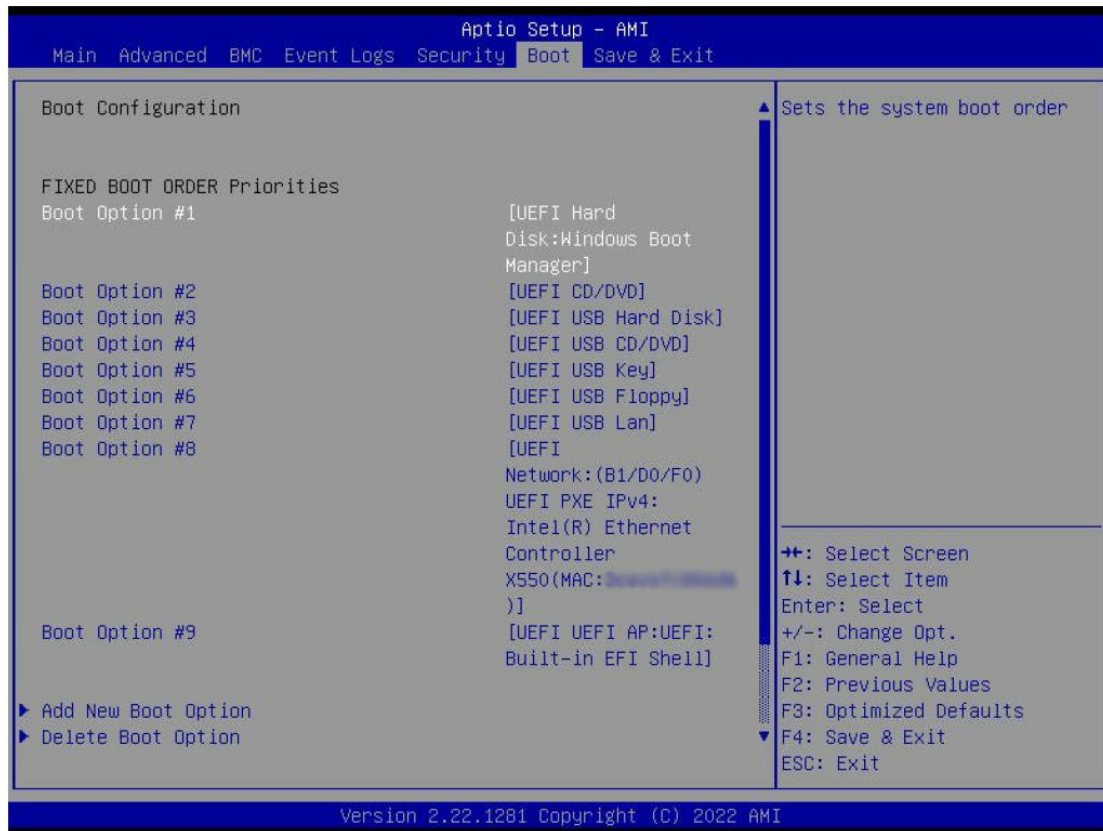 Aptio Setup – AMI
Main Advanced BMC Event Logs Security Boot Save & Exit
Boot Configuration
FIXED BOOT ORDER Priorities
Boot Option #1 [UEFI Hard
Disk:Windows Boot
Manager]
Boot Option #2 [UEFI CD/DVD]
Boot Option #3 [UEFI USB Hard Disk]
Boot Option #4 [UEFI USB CD/DVD]
Boot Option #5 [UEFI USB Key]
Boot Option #6 [UEFI USB Floppy]
Boot Option #7 [UEFI USB Lan]
Boot Option #8 [UEFI
Network:(B1/D0/F0)
UEFI PXE IPv4:
Intel(R) Ethernet
Controller
X550(MAC:
)]
Boot Option #9 [UEFI UEFI AP:UEFI:
Built-in EFI Shell]
▶ Add New Boot Option
▶ Delete Boot Option
Sets the system boot order
→←: Select Screen
↑↓: Select Item
Enter: Select
+/-: Change Opt.
F1: General Help
F2: Previous Values
F3: Optimized Defaults
F4: Save & Exit
ESC: Exit
Version 2.22.1281 Copyright (C) 2022 AMI